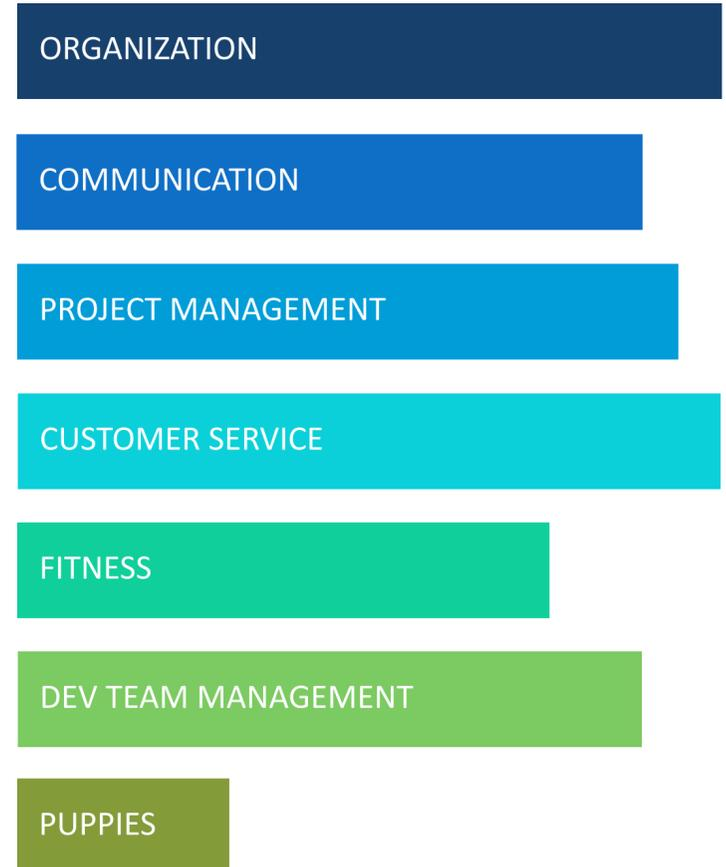 ORGANIZATION
COMMUNICATION
PROJECT MANAGEMENT
CUSTOMER SERVICE
FITNESS
DEV TEAM MANAGEMENT
PUPPIES